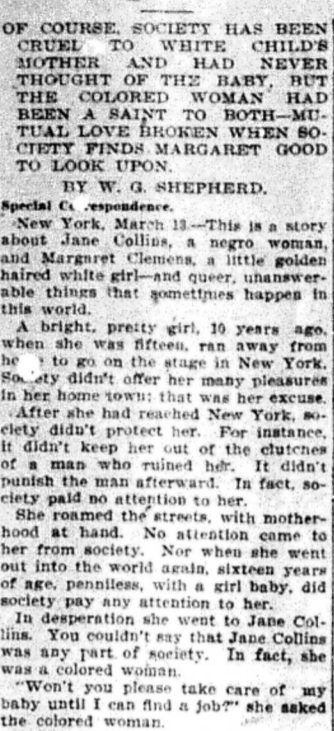 OF COURSE, SOCIETY HAS BEEN
CRUEL TO WHITE CHILD'S
MOTHER AND HAD NEVER
THOUGHT OF THE BABY, BUT
THE COLORED WOMAN HAD
BEEN A SAINT TO BOTH—MU-
TUAL LOVE BROKEN WHEN SO-
CIETY FINDS MARGARET GOOD
TO LOOK UPON.
BY W. G. SHEPHERD.
Special
New York, March 13.—This is a story
about Jane Collins, a negro woman,
and Margaret Clemens, a little golden
haired white girl—and queer, unanswer-
able things that sometimes happen in
this world.
A bright, pretty girl, 10 years ago,
when she was fifteen, ran away from
to go on the stage in New York.
didn't offer her many pleasures
in her home town; that was her excuse.
After she had reached New York, so-
ciety didn't protect her. For instance,
it didn't keep her out of the clutches
of a man who ruined her. It didn't
punish the man afterward. In fact, so-
ciety paid no attention to her.
She roamed the streets, with mother-
hood at hand. No attention came to
her from society. Nor when she went
out into the world again, sixteen years
of age, penniless, with a girl baby, did
society pay any attention to her.
In desperation she went to Jane Col-
lins. You couldn't say that Jane Collins
was any part of society. In fact, she
was a colored woman.
"Won't you please take care of my
baby until I can find a job?" she asked
the colored woman.